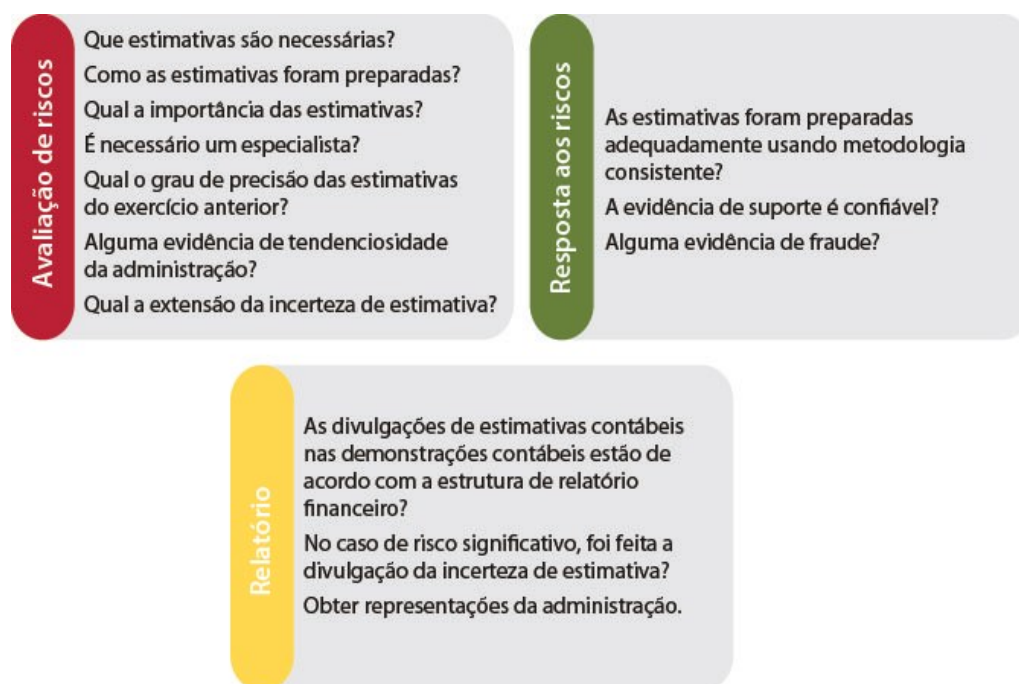 Avaliação de riscos
Que estimativas são necessárias?
Como as estimativas foram preparadas?
Qual a importância das estimativas?
É necessário um especialista?
Qual o grau de precisão das estimativas
do exercício anterior?
Alguma evidência de tendenciosidade
da administração?
Qual a extensão da incerteza de estimativa?
Resposta aos riscos
As estimativas foram preparadas
adequadamente usando metodologia
consistente?
A evidência de suporte é confiável?
Alguma evidência de fraude?
Relatório
As divulgações de estimativas contábeis
nas demonstrações contábeis estão de
acordo com a estrutura de relatório
financeiro?
No caso de risco significativo, foi feita a
divulgação da incerteza de estimativa?
Obter representações da administração.